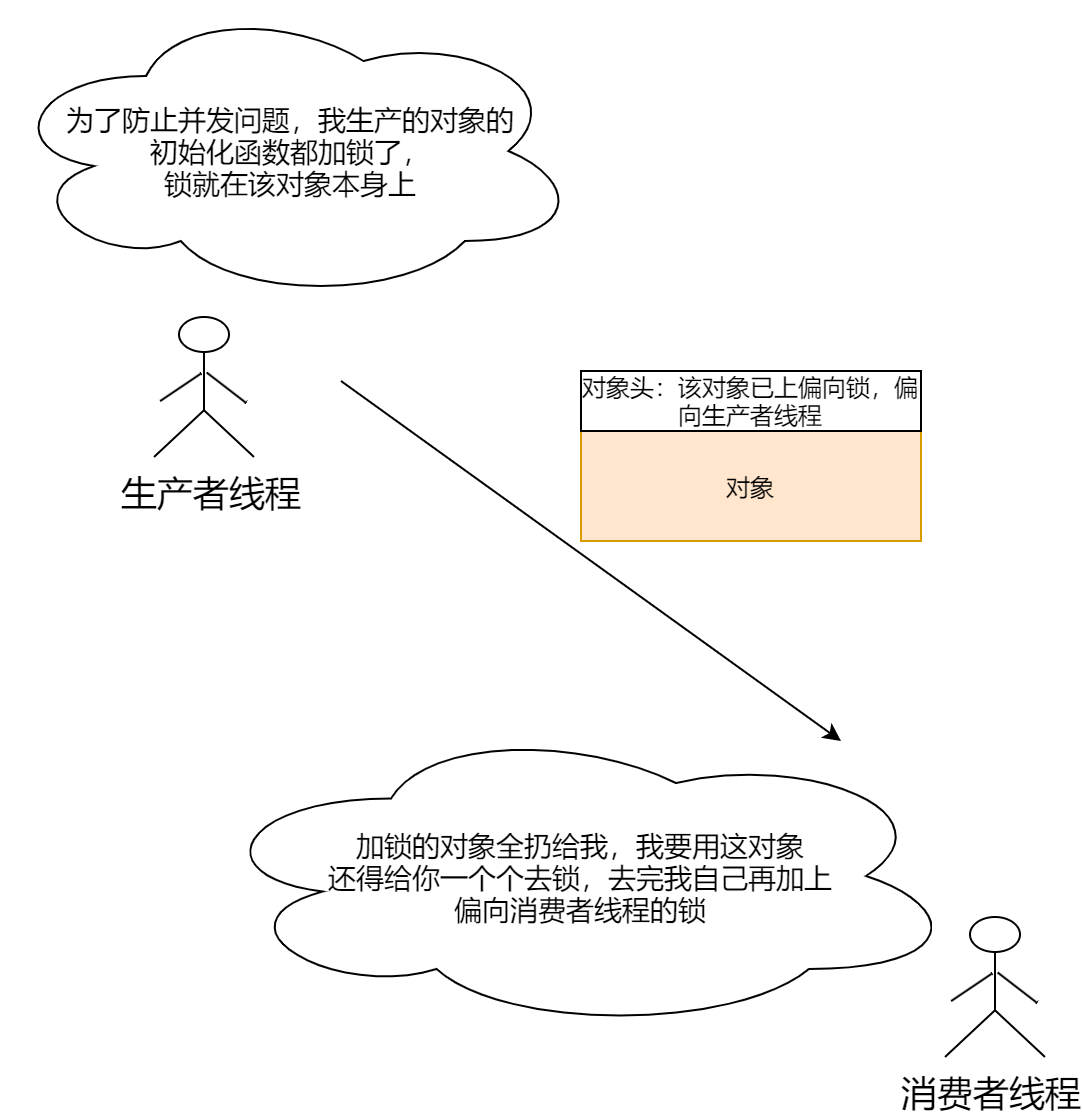 为了防止并发问题，我生产的对象的
初始化函数都加锁了，
锁就在该对象本身上
生产者线程
对象头：该对象已上偏向锁，偏
向生产者线程
对象
加锁的对象全扔给我，我要用这对象
还得给你一个个去锁，去完我自己再加上
偏向消费者线程的锁
消费者线程